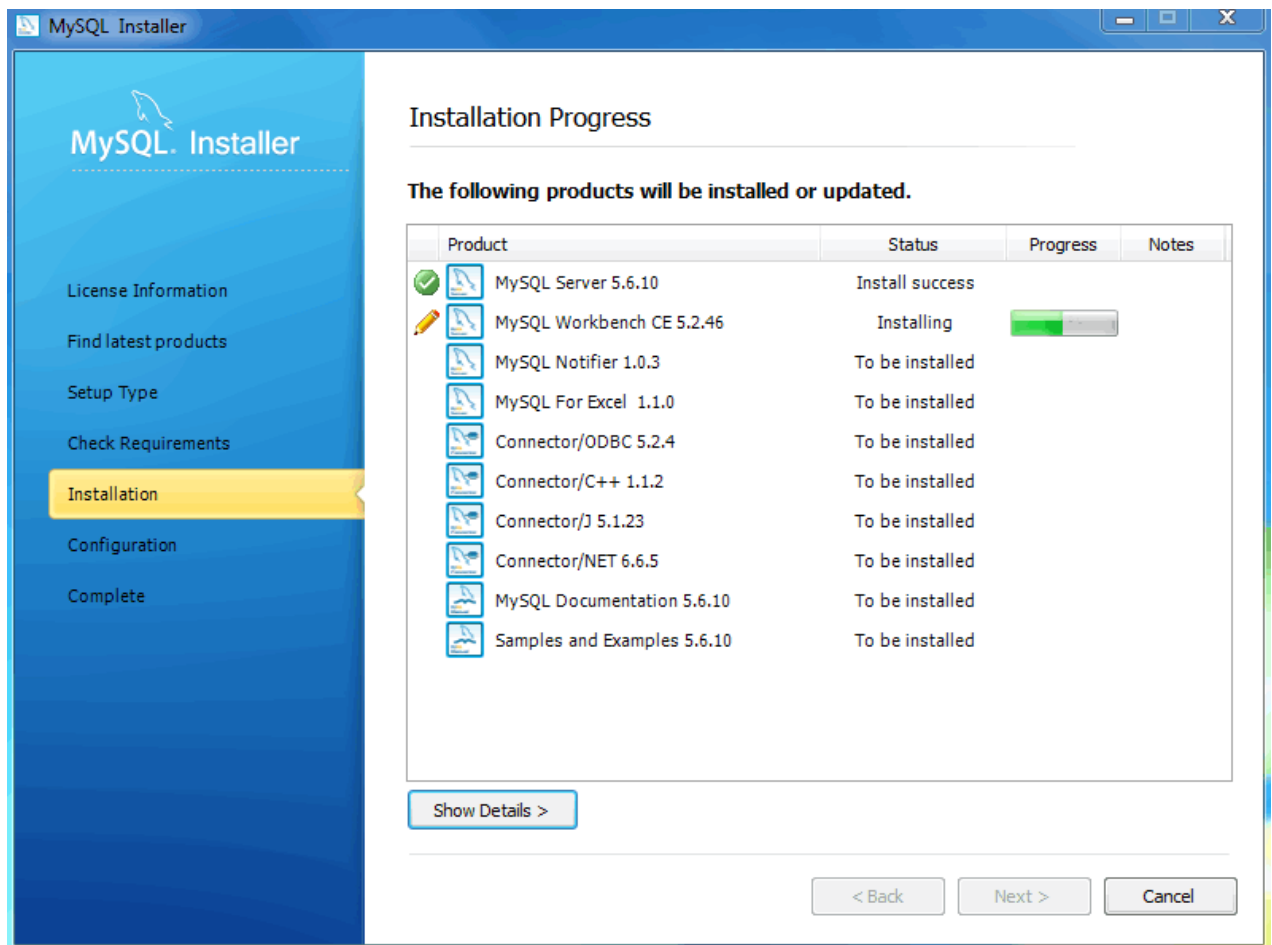 MySQL Installer
MySQL. Installer
License Information
Find latest products
Setup Type
Check Requirements
Installation
Configuration
Complete
Installation Progress
The following products will be installed or updated.
Product Status Progress Notes
MySQL Server 5.6.10 Install success
MySQL Workbench CE 5.2.46 Installing
MySQL Notifier 1.0.3 To be installed
MySQL For Excel 1.1.0 To be installed
Connector/ODBC 5.2.4 To be installed
Connector/C++ 1.1.2 To be installed
Connector/J 5.1.23 To be installed
Connector/NET 6.6.5 To be installed
MySQL Documentation 5.6.10 To be installed
Samples and Examples 5.6.10 To be installed
Show Details >
< Back Next > Cancel